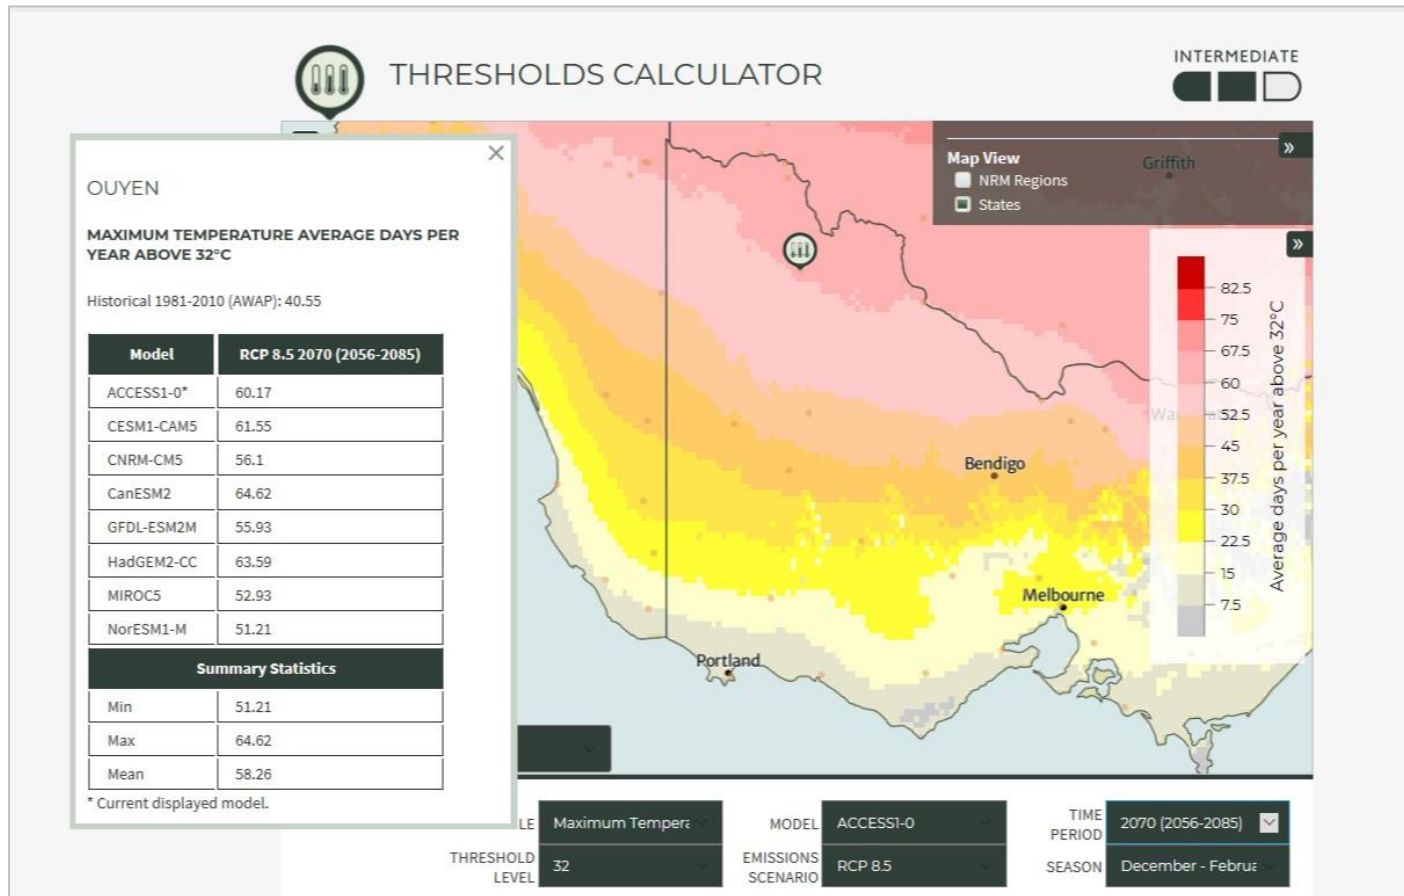 THRESHOLDS CALCULATOR
INTERMEDIATE
OUYEN
MAXIMUM TEMPERATURE AVERAGE DAYS PER
YEAR ABOVE 32°C
Historical 1981-2010 (AWAP): 40.55
Model RCP 8.5 2070 (2056-2085)
ACCESS1-0* 60.17
CESM1-CAM5 61.55
CNRM-CM5 56.1
CanESM2 64.62
GFDL-ESM2M 55.93
HadGEM2-CC 63.59
MIROC5 52.93
NorESM1-M 51.21
Summary Statistics
Min 51.21
Max 64.62
Mean 58.26
* Current displayed model.
Map View
NRM Regions
States
Griffith
Bendigo
Melbourne
Portland
82.5
75
67.5
60
52.5
45
37.5
30
22.5
15
7.5
Average days per year above 32°C
LE Maximum Tempera
MODEL ACCESS1-0
TIME
PERIOD 2070 (2056-2085)
THRESHOLD
LEVEL 32
EMISSIONS
SCENARIO RCP 8.5
SEASON December - Februa